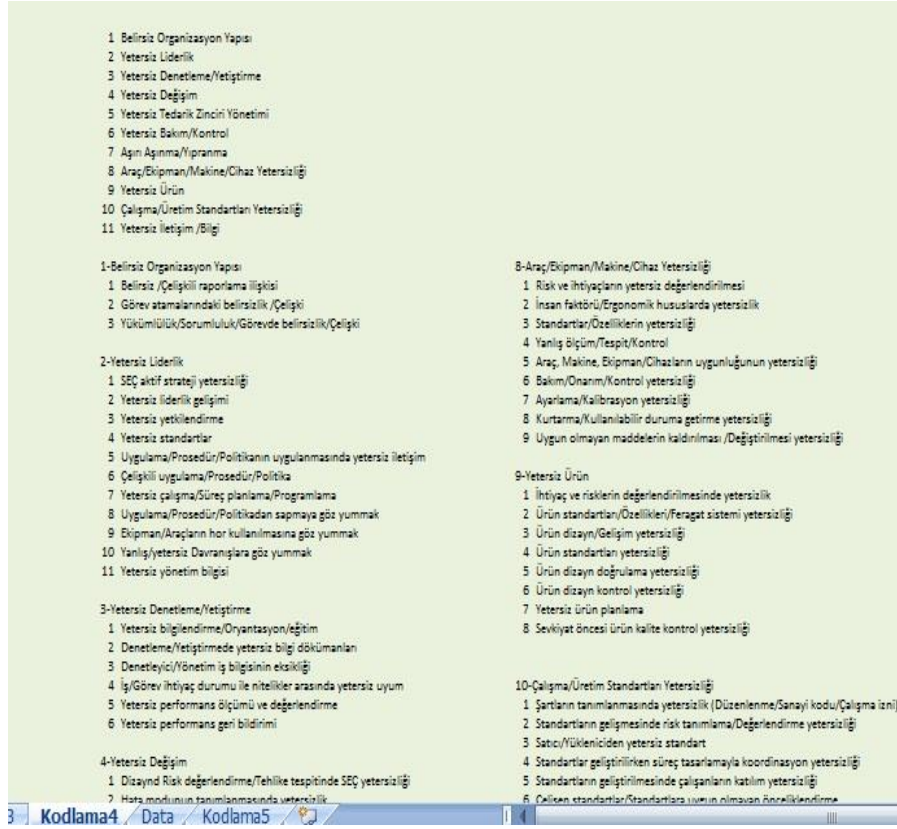 1 Belirsiz Organizasyon Yapısı
2 Yetersiz Liderlik
3 Yetersiz Denetleme/Yetiştirme
4 Yetersiz Değişim
5 Yetersiz Tedarik Zinciri Yönetimi
6 Yetersiz Bakım/Kontrol
7 Aşırı Aşınma/Yıpranma
8 Araç/Ekipman/Makine/Cihaz Yetersizliği
9 Yetersiz Ürün
10 Çalışma/Üretim Standartları Yetersizliği
11 Yetersiz İletişim /Bilgi
1-Belirsiz Organizasyon Yapısı
1 Belirsiz /Çelişkili raporlama ilişkisi
2 Görev atamalarındaki belirsizlik /Çelişki
3 Yükümlülük/Sorumluluk/Görevde belirsizlik/Çelişki
2-Yetersiz Liderlik
1 SEÇ aktif strateji yetersizliği
2 Yetersiz liderlik gelişimi
3 Yetersiz yetkilendirme
4 Yetersiz standartlar
5 Uygulama/Prosedür/Politikanın uygulanmasında yetersiz iletişim
6 Çelişkili uygulama/Prosedür/Politika
7 Yetersiz çalışma/Süreç planlama/Programlama
8 Uygulama/Prosedür/Politikadan sapmaya göz yummak
9 Ekipman/Araçların hor kullanılmasına göz yummak
10 Yanlış/yetersiz Davranışlara göz yummak
11 Yetersiz yönetim bilgisi
3-Yetersiz Denetleme/Yetiştirme
1 Yetersiz bilgilendirme/Oryantasyon/eğitim
2 Denetleme/Yetiştirmede yetersiz bilgi dökümanları
3 Denetleyici/Yönetim iş bilgisinin eksikliği
4 İş/Görev ihtiyaç durumu ile nitelikler arasında yetersiz uyum
5 Yetersiz performans ölçümü ve değerlendirme
6 Yetersiz performans geri bildirimi
4-Yetersiz Değişim
1 Dizaynd Risk değerlendirme/Tehlike tespitinde SEÇ yetersizliği
2 Hata modunun tanımlanmasında yetersizlik
8-Araç/Ekipman/Makine/Cihaz Yetersizliği
1 Risk ve ihtiyaçların yetersiz değerlendirilmesi
2 İnsan faktörü/Ergonomik hususlarda yetersizlik
3 Standartlar/Özelliklerin yetersizliği
4 Yanlış ölçüm/Tespit/Kontrol
5 Araç, Makine, Ekipman/Cihazların uygunluğunun yetersizliği
6 Bakım/Onarım/Kontrol yetersizliği
7 Ayarlama/Kalibrasyon yetersizliği
8 Kurtarma/Kullanılabilir duruma getirme yetersizliği
9 Uygun olmayan maddelerin kaldırılması /Değiştirilmesi yetersizliği
9-Yetersiz Ürün
1 İhtiyaç ve risklerin değerlendirilmesinde yetersizlik
2 Ürün standartları/Özellikleri/Feragat sistemi yetersizliği
3 Ürün dizayn/Gelişim yetersizliği
4 Ürün standartları yetersizliği
5 Ürün dizayn doğrulama yetersizliği
6 Ürün dizayn kontrol yetersizliği
7 Yetersiz ürün planlama
8 Sevkiyat öncesi ürün kalite kontrol yetersizliği
10-Çalışma/Üretim Standartları Yetersizliği
1 Şartların tanımlanmasında yetersizlik (Düzenlenme/Sanayi kodu/Çalışma izni)
2 Standartların gelişmesinde risk tanımlama/Değerlendirme yetersizliği
3 Satıcı/Yükleniciden yetersiz standart
4 Standartlar geliştirilirken süreç tasarlamayla koordinasyon yetersizliği
5 Standartların geliştirilmesinde çalışanların katılım yetersizliği
6 Gelişen standartlar/Standartlara uygun olmayan önceliklendirme
3 Kodlama4 Data Kodlama5